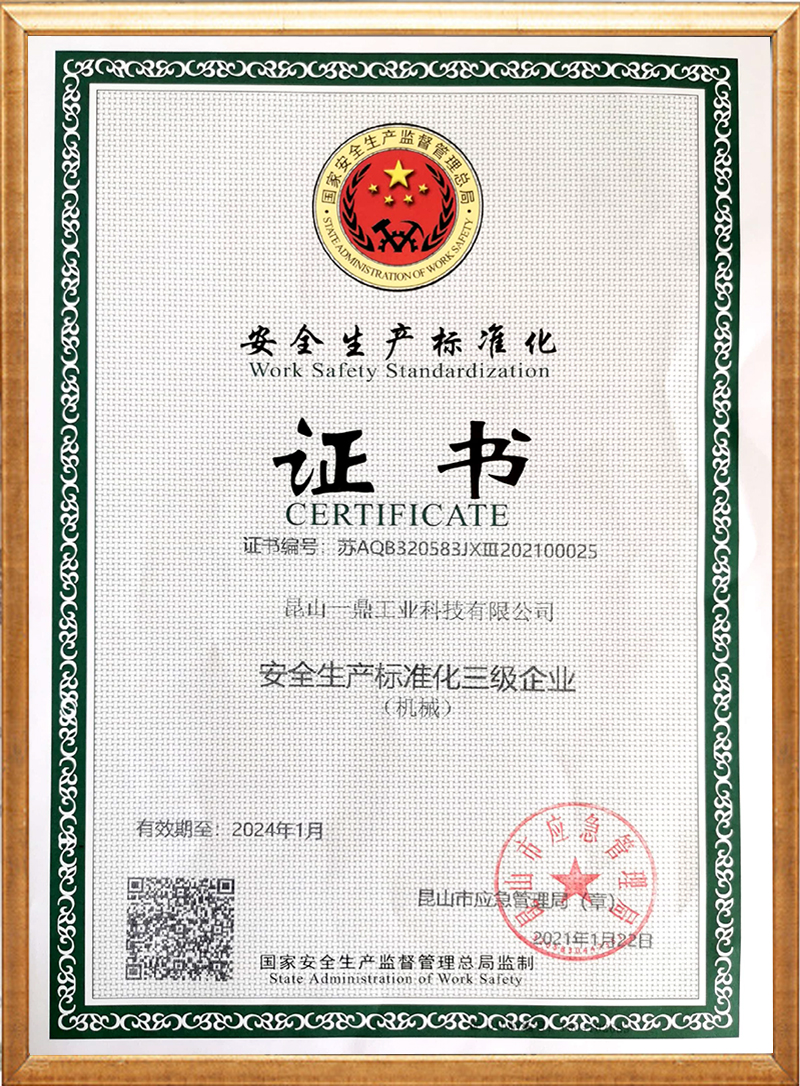 国家安全生产监督管理总局
STATE ADMINISTRATION OF WORK SAFETY
安全生产标准化
Work Safety Standardization
证书
CERTIFICATE
证书编号：苏AQB320583JXⅢ202100025
昆山一鼎工业科技有限公司
安全生产标准化三级企业
（机械）
有效期至：2024年1月
昆山市应急管理局
昆山市应急管理局（章）
2021年1月22日
国家安全生产监督管理总局监制
State Administration of Work Safety